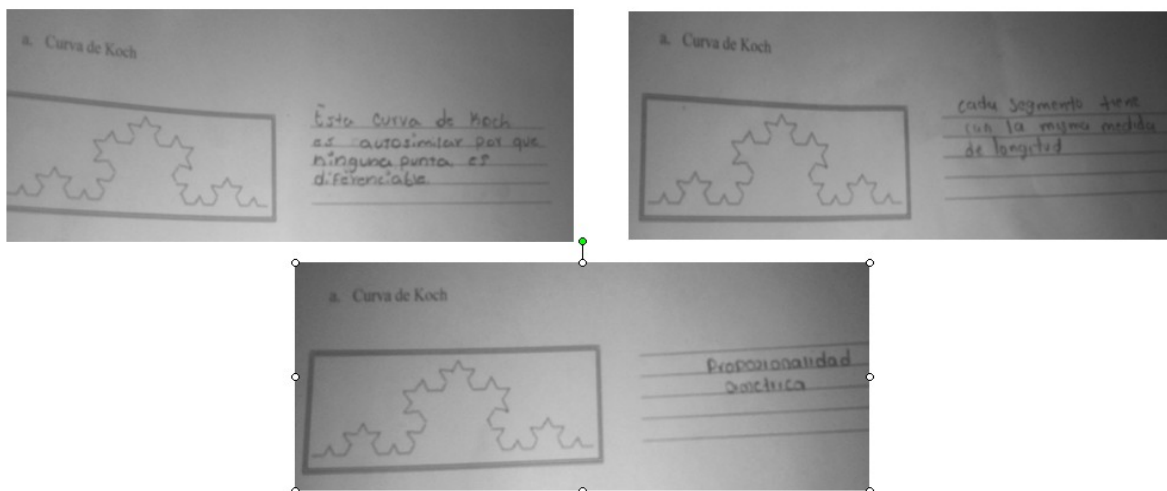 a. Curva de Koch
Esta curva de Koch
es autosimilar por que
ninguna punta es
diferenciable.
a. Curva de Koch
cada segmento tiene
con la misma medida
de longitud
a. Curva de Koch
Proporzionalidad
simetrica